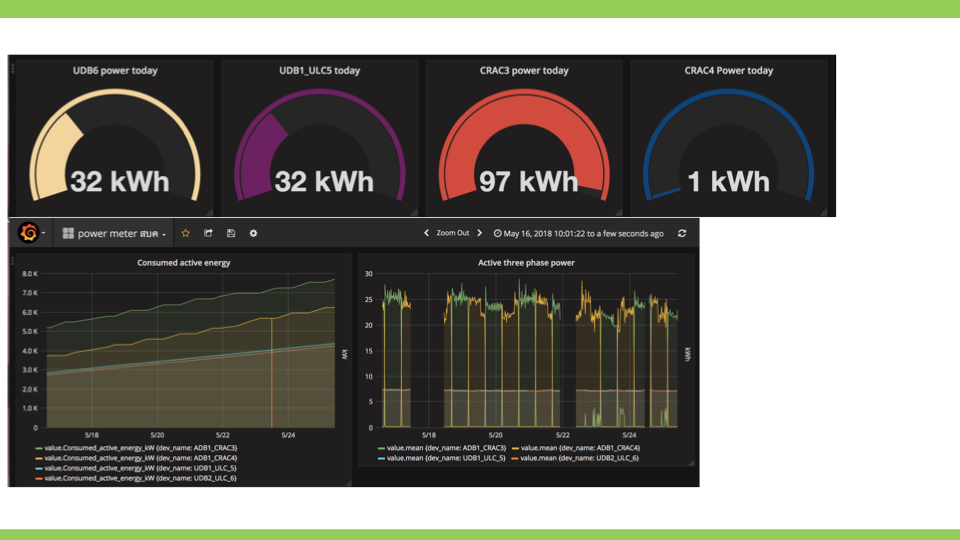 UDB6 power today
UDB1_ULC5 today
CRAC3 power today
CRAC4 Power today
32 kWh
32 kWh
97 kWh
1 kWh
power meter สบค
Zoom Out
May 16, 2018 10:01:22 to a few seconds ago
Consumed active energy
8.0 K
7.0 K
6.0 K
5.0 K
4.0 K
3.0 K
2.0 K
1.0 K
0
kW
5/18
5/20
5/22
5/24
value.Consumed_active_energy_kW {dev_name: ADB1_CRAC3}
value.Consumed_active_energy_kW {dev_name: ADB1_CRAC4}
value.Consumed_active_energy_kW {dev_name: UDB1_ULC_5}
value.Consumed_active_energy_kW {dev_name: UDB2_ULC_6}
Active three phase power
30
25
20
15
10
5
0
kWh
5/18
5/20
5/22
5/24
value.mean {dev_name: ADB1_CRAC3}
value.mean {dev_name: ADB1_CRAC4}
value.mean {dev_name: UDB1_ULC_5}
value.mean {dev_name: UDB2_ULC_6}